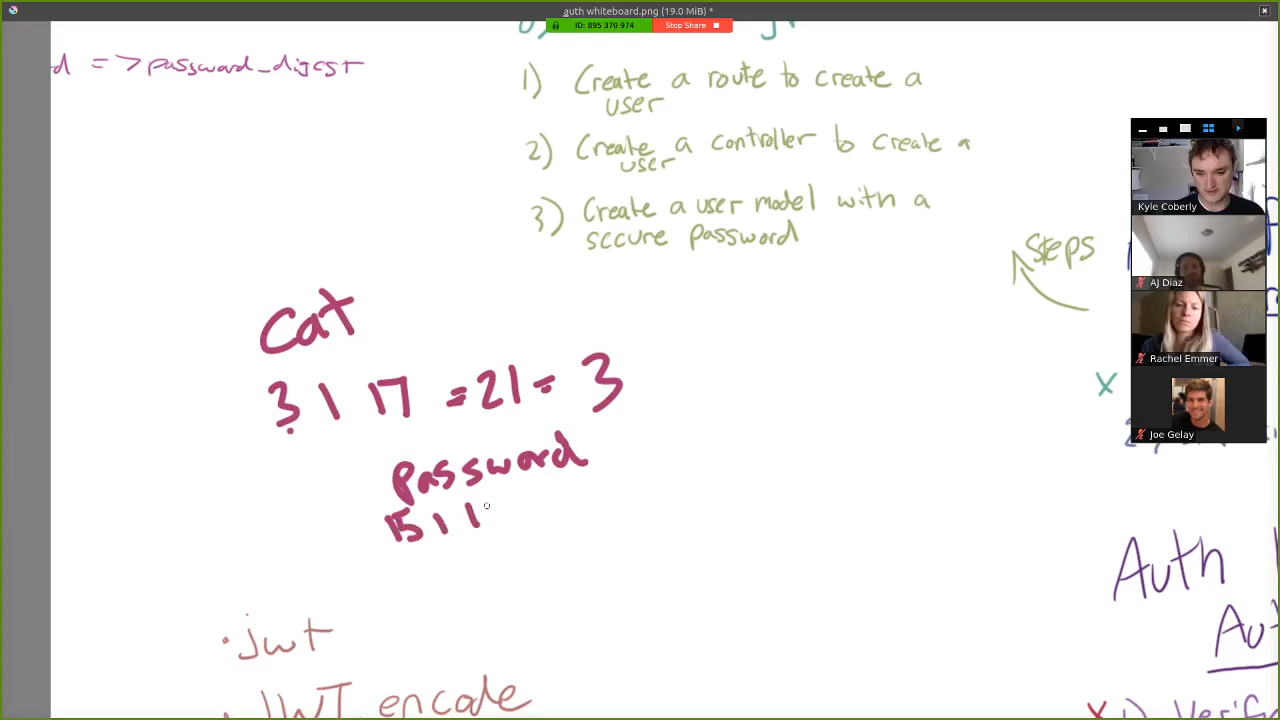 auth whiteboard.png (19.0 MiB) *
ID: 895 370 974 Stop Share
=> password_digest
1) Create a route to create a
user
2) Create a controller to create a
user
3) Create a user model with a
secure password
Steps
Kyle Coberly
AJ Diaz
Rachel Emmer
Joe Gelay
cat
3 1 17 = 21 = 3
x
password
15 1 1
Auth
• jwt
JWT. encode
x 1)